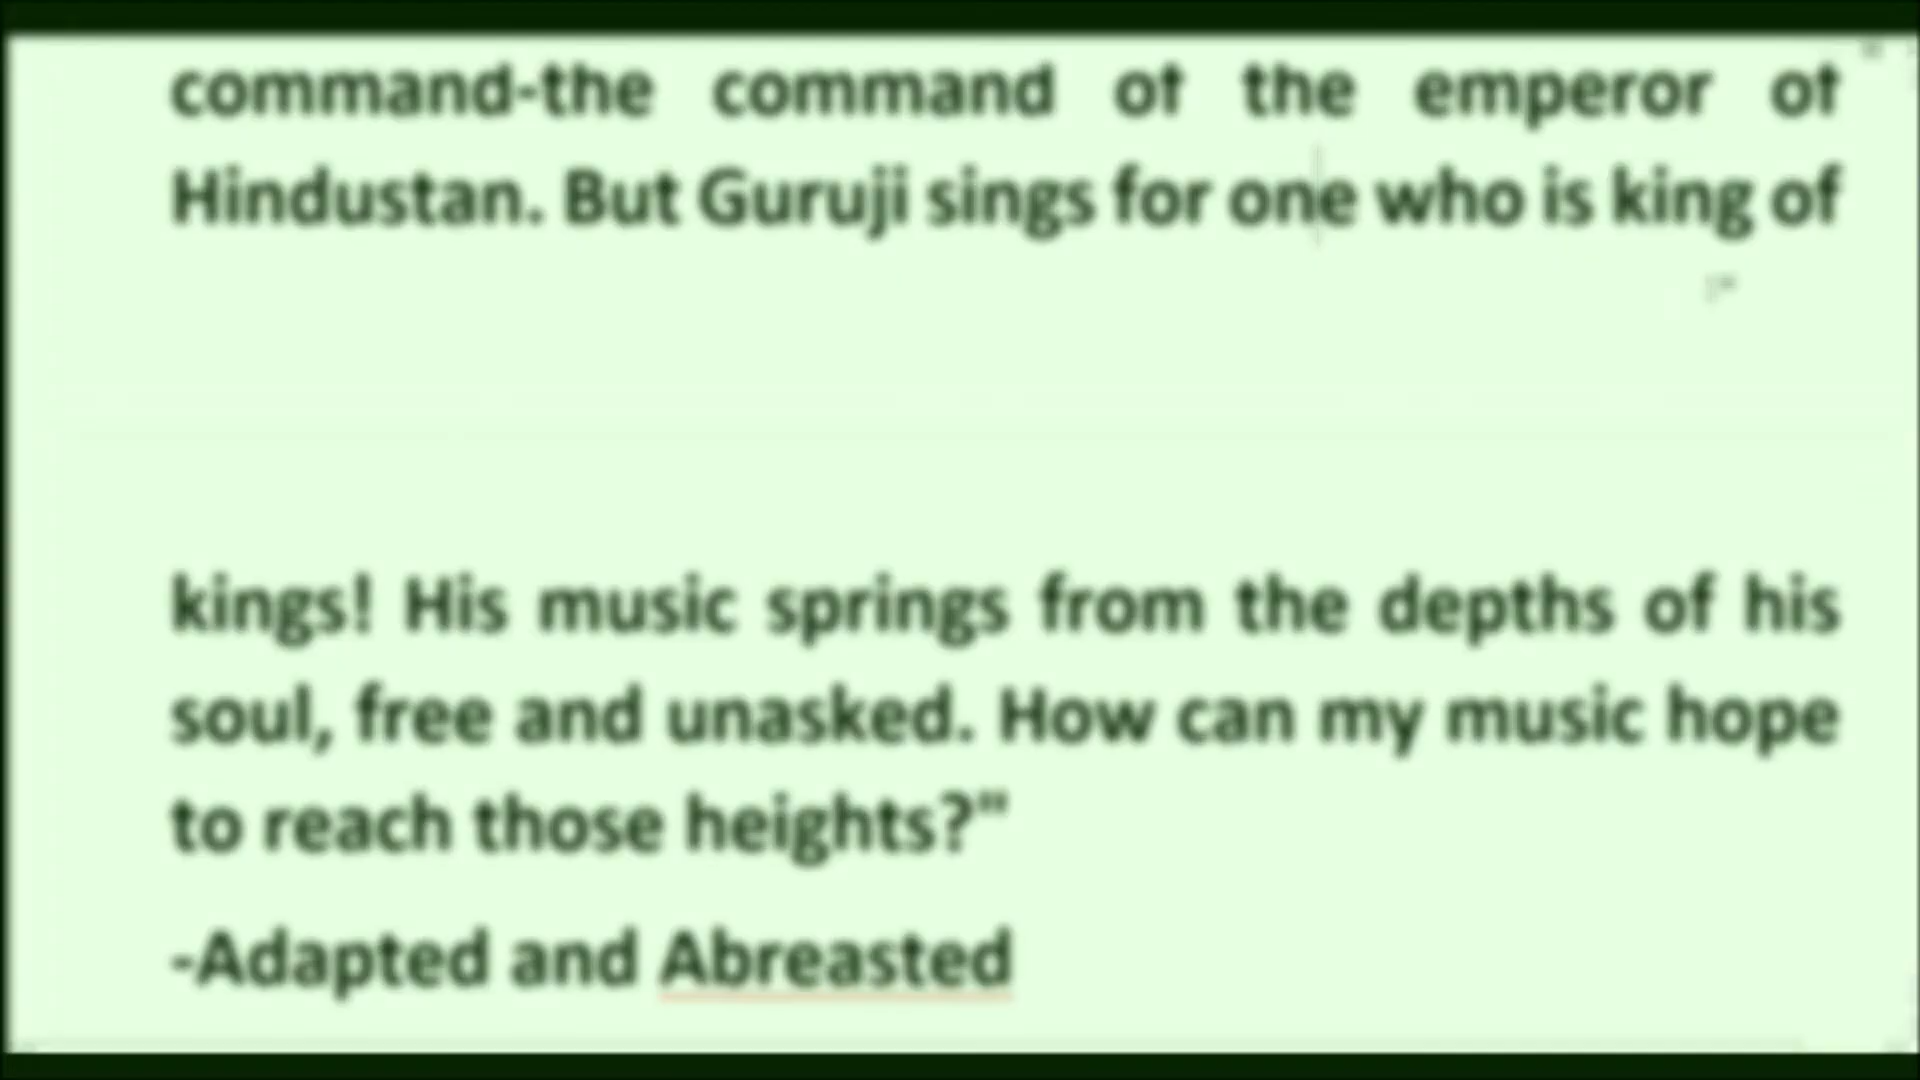 command-the command of the emperor of
Hindustan. But Guruji sings for one who is king of
kings! His music springs from the depths of his
soul, free and unasked. How can my music hope
to reach those heights?"
-Adapted and Abreasted